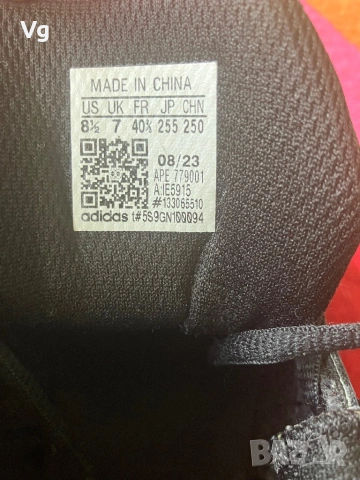 Vg
MADE IN CHINA
US UK FR JP CHN
8½ 7 40⅔ 255 250
08/23
APE 779001
A:IE5915
#133065510
adidas t#5S9GN100094
BAZAR